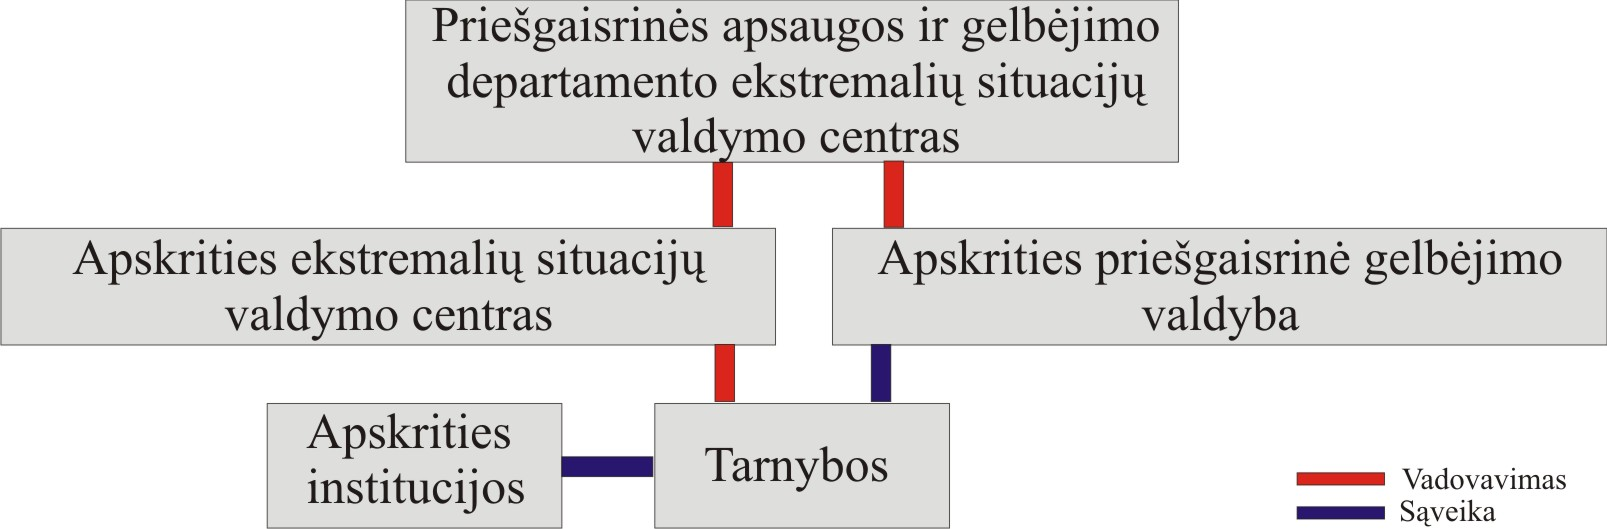 Priešgaisrinės apsaugos ir gelbėjimo
departamento ekstremalių situacijų
valdymo centras
Apskrities ekstremalių situacijų
valdymo centras
Apskrities priešgaisrinė gelbėjimo
valdyba
Apskrities
institucijos
Tarnybos
Vadovavimas
Sąveika